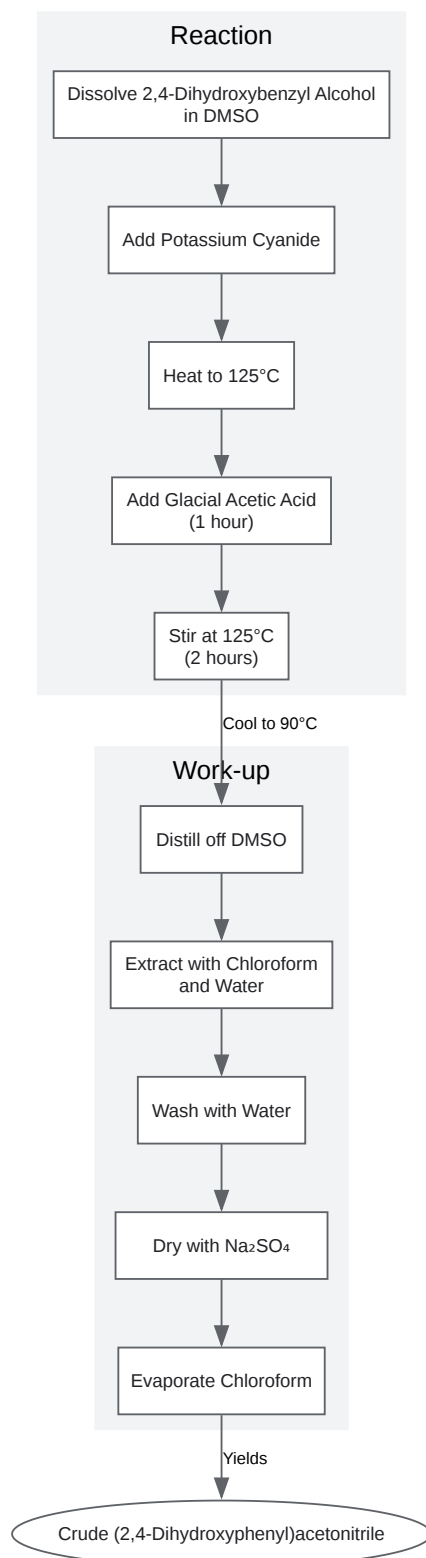 Reaction
Dissolve 2,4-Dihydroxybenzyl Alcohol
in DMSO
Add Potassium Cyanide
Heat to 125°C
Add Glacial Acetic Acid
(1 hour)
Stir at 125°C
(2 hours)
Cool to 90°C
Work-up
Distill off DMSO
Extract with Chloroform
and Water
Wash with Water
Dry with Na₂SO₄
Evaporate Chloroform
Yields
Crude (2,4-Dihydroxyphenyl)acetonitrile